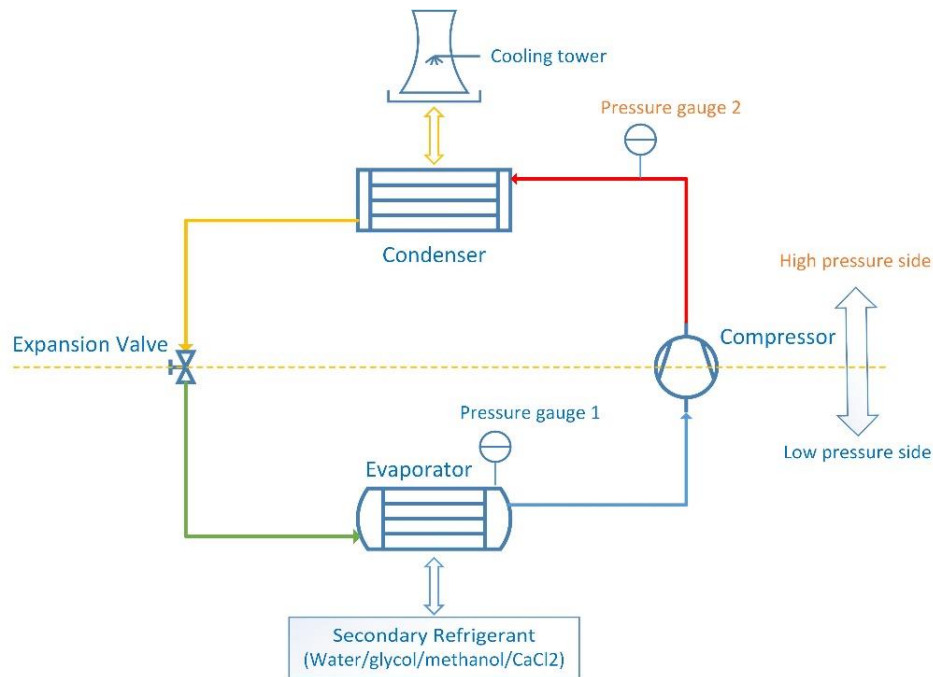 Cooling tower
Pressure gauge 2
Condenser
High pressure side
Expansion Valve
Compressor
Pressure gauge 1
Low pressure side
Evaporator
Secondary Refrigerant
(Water/glycol/methanol/CaCl2)